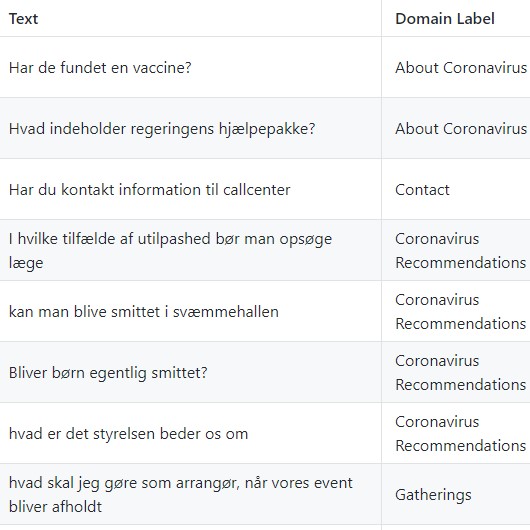 Text Domain Label
Har de fundet en vaccine? About Coronavirus
Hvad indeholder regeringens hjælpepakke? About Coronavirus
Har du kontakt information til callcenter Contact
I hvilke tilfælde af utilpashed bør man opsøge
læge
Coronavirus
Recommendations
kan man blive smittet i svæmmehallen
Coronavirus
Recommendations
Bliver børn egentlig smittet?
Coronavirus
Recommendations
hvad er det styrelsen beder os om
Coronavirus
Recommendations
hvad skal jeg gøre som arrangør, når vores event
bliver afholdt
Gatherings